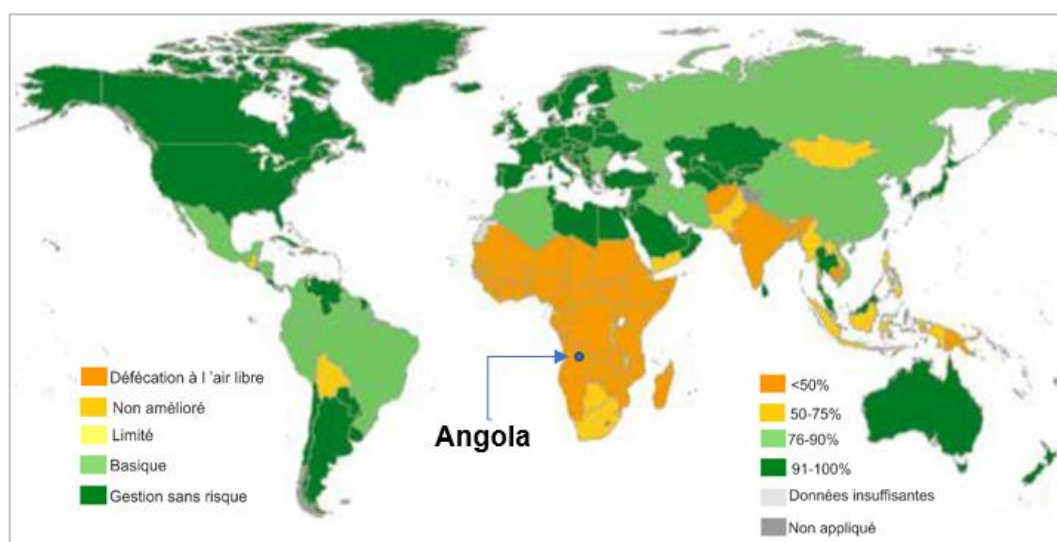 Défécation à l 'air libre
Non amélioré
Limité
Basique
Gestion sans risque
Angola
<50%
50-75%
76-90%
91-100%
Données insuffisantes
Non appliqué